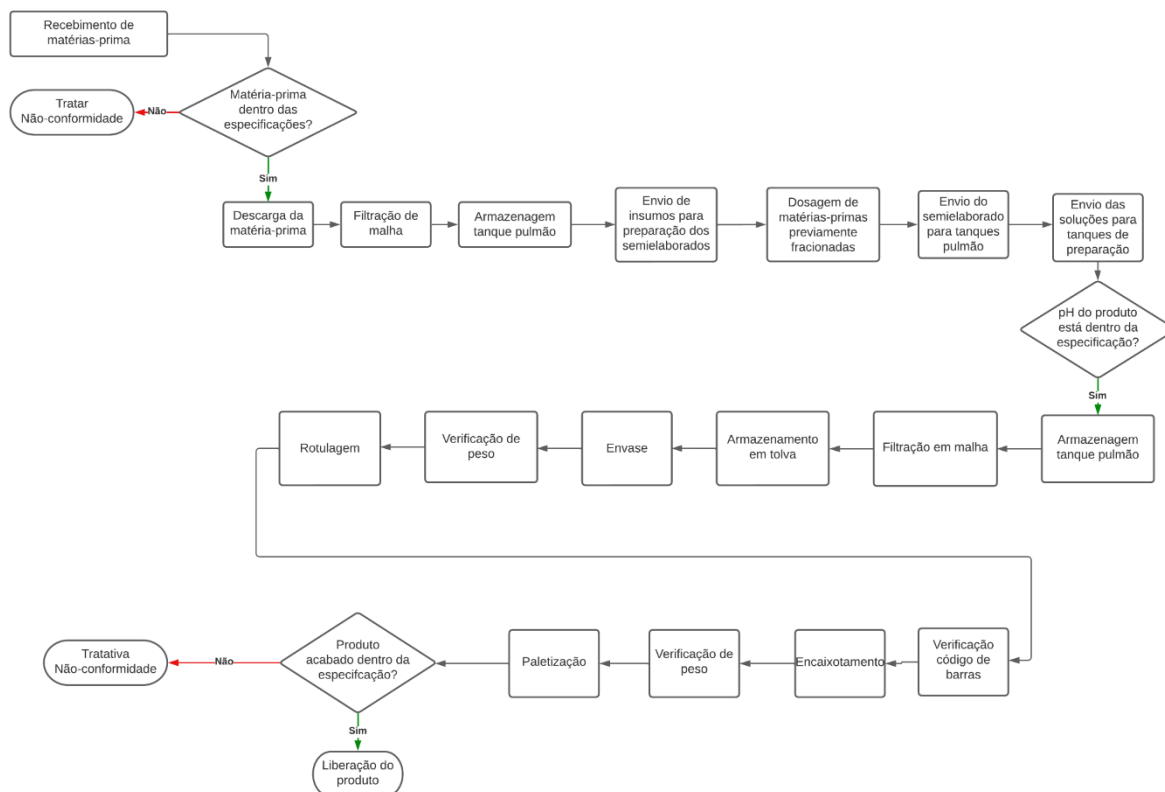 Recebimento de
matérias-prima
Matéria-prima
dentro das
especificações?
Não
Tratar
Não-conformidade
Sim
Descarga da
matéria-prima
Filtração de
malha
Armazenagem
tanque pulmão
Envio de
insumos para
preparação dos
semielaborados
Dosagem de
matérias-primas
previamente
fracionadas
Envio do
semielaborado
para tanques
pulmão
Envio das
soluções para
tanques de
preparação
pH do produto
está dentro da
especificação?
Sim
Armazenagem
tanque pulmão
Filtração em malha
Armazenamento
em tolva
Envase
Verificação de
peso
Rotulagem
Verificação
código de
barras
Encaixotamento
Verificação de
peso
Paletização
Produto
acabado dentro da
especifcação?
Não
Tratativa
Não-conformidade
Sim
Liberação do
produto